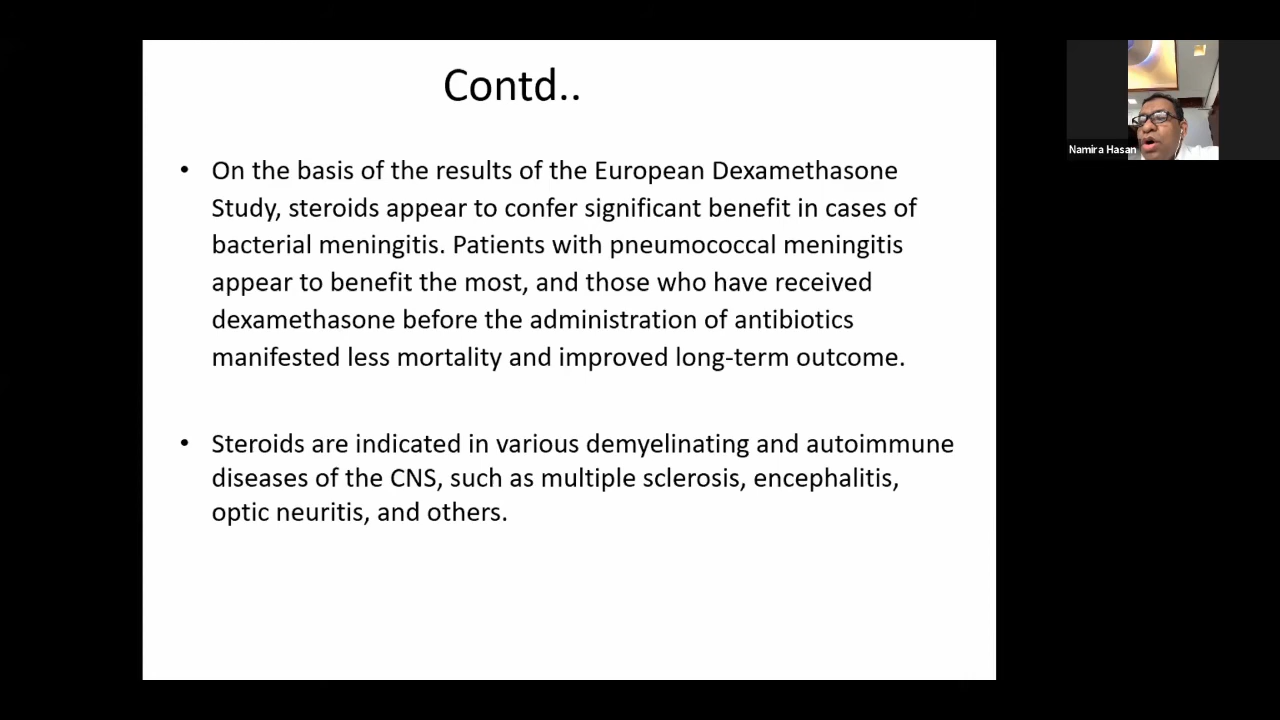 Contd..
• On the basis of the results of the European Dexamethasone
Study, steroids appear to confer significant benefit in cases of
bacterial meningitis. Patients with pneumococcal meningitis
appear to benefit the most, and those who have received
dexamethasone before the administration of antibiotics
manifested less mortality and improved long-term outcome.
• Steroids are indicated in various demyelinating and autoimmune
diseases of the CNS, such as multiple sclerosis, encephalitis,
optic neuritis, and others.
Namira Hasan